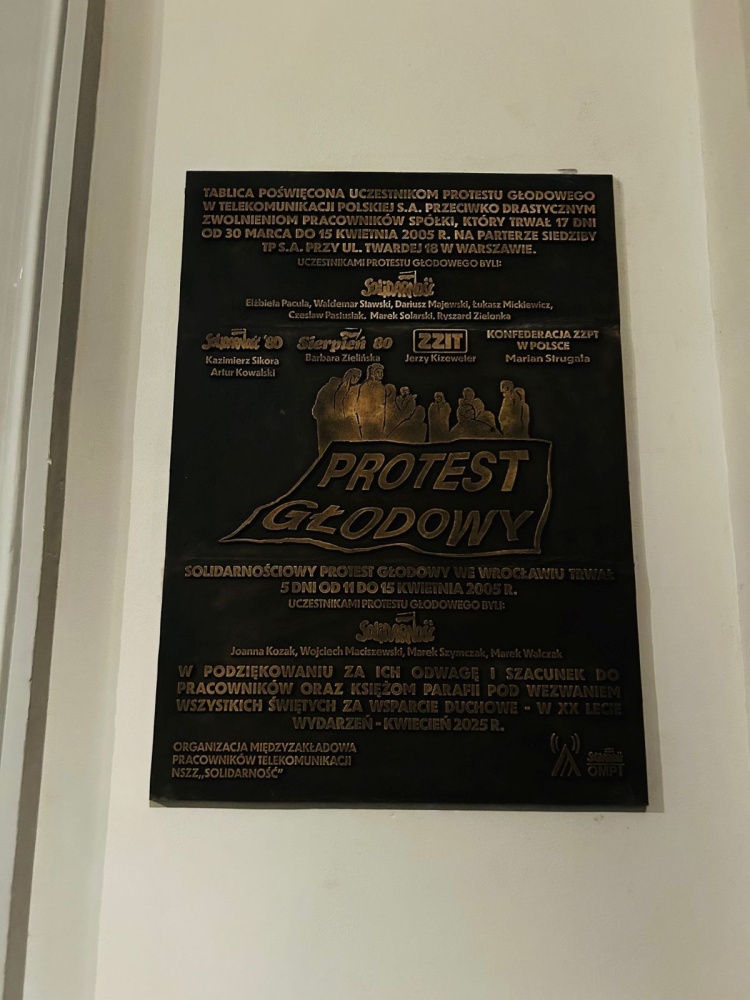 TABLICA POŚWIĘCONA UCZESTNIKOM PROTESTU GŁODOWEGO
W TELEKOMUNIKACJI POLSKIEJ S.A. PRZECIWKO DRASTYCZNYM
ZWOLNIENIOM PRACOWNIKÓW SPÓŁKI, KTÓRY TRWAŁ 17 DNI
OD 30 MARCA DO 15 KWIETNIA 2005 R. NA PARTERZE SIEDZIBY
TP S.A. PRZY UL. TWARDEJ 18 W WARSZAWIE.
UCZESTNIKAMI PROTESTU GŁODOWEGO BYLI:
Solidarność
Elżbieta Pacuła, Waldemar Stawski, Dariusz Majewski, Łukasz Mickiewicz,
Czesław Pastusiak, Marek Solarski, Ryszard Zielonka
Solidarność '80
Kazimierz Sikora
Artur Kowalski
Sierpień 80
Barbara Zielińska
ZZIT
Jerzy Kizeweter
KONFEDERACJA ZZPT
W POLSCE
Marian Strugała
PROTEST
GŁODOWY
SOLIDARNOŚCIOWY PROTEST GŁODOWY WE WROCŁAWIU TRWAŁ
5 DNI OD 11 DO 15 KWIETNIA 2005 R.
UCZESTNIKAMI PROTESTU GŁODOWEGO BYLI:
Solidarność
Joanna Kozak, Wojciech Maciszewski, Marek Szymczak, Marek Walczak
W PODZIĘKOWANIU ZA ICH ODWAGĘ I SZACUNEK DO
PRACOWNIKÓW ORAZ KSIĘŻOM PARAFII POD WEZWANIEM
WSZYSTKICH ŚWIĘTYCH ZA WSPARCIE DUCHOWE - W XX LECIE
WYDARZEŃ - KWIECIEŃ 2025 R.
ORGANIZACJA MIĘDZYZAKŁADOWA
PRACOWNIKÓW TELEKOMUNIKACJI
NSZZ „SOLIDARNOŚĆ"
Solidarność
OMPT